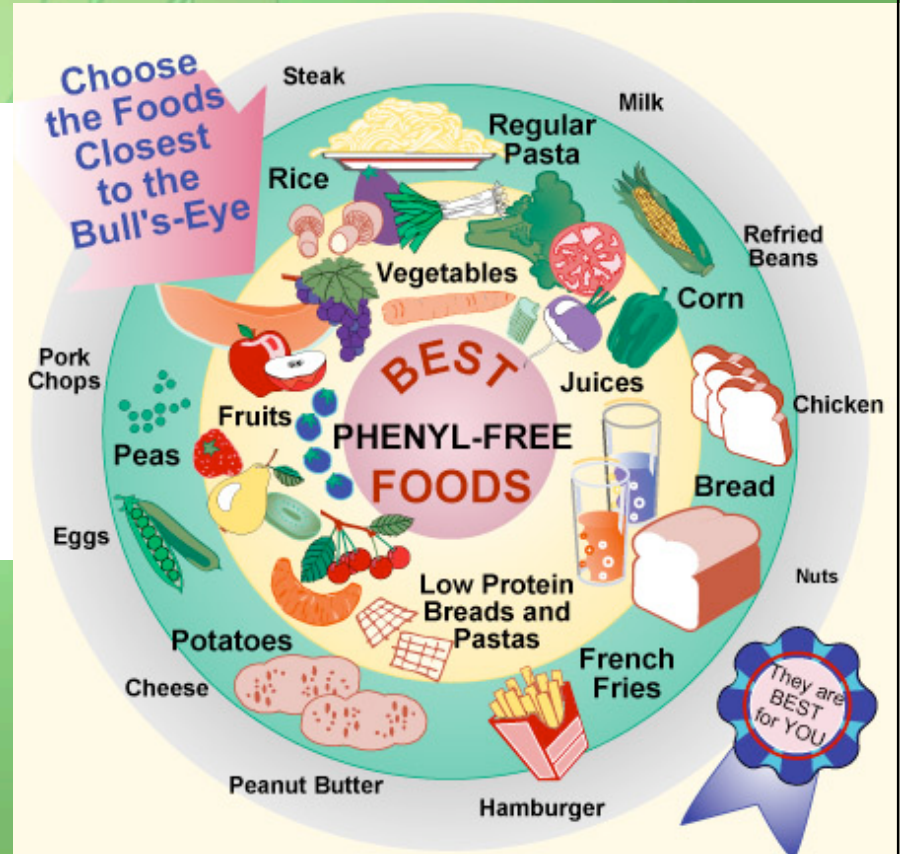 Choose
the Foods
Closest
to the
Bull's-Eye
Steak
Milk
Regular
Pasta
Rice
Refried
Beans
Vegetables
Corn
Pork
Chops
BEST
Juices
Chicken
Fruits
PHENYL-FREE
Peas
FOODS
Bread
Eggs
Nuts
Low Protein
Breads and
Pastas
Potatoes
French
Fries
Cheese
They are
BEST
for YOU
Peanut Butter
Hamburger